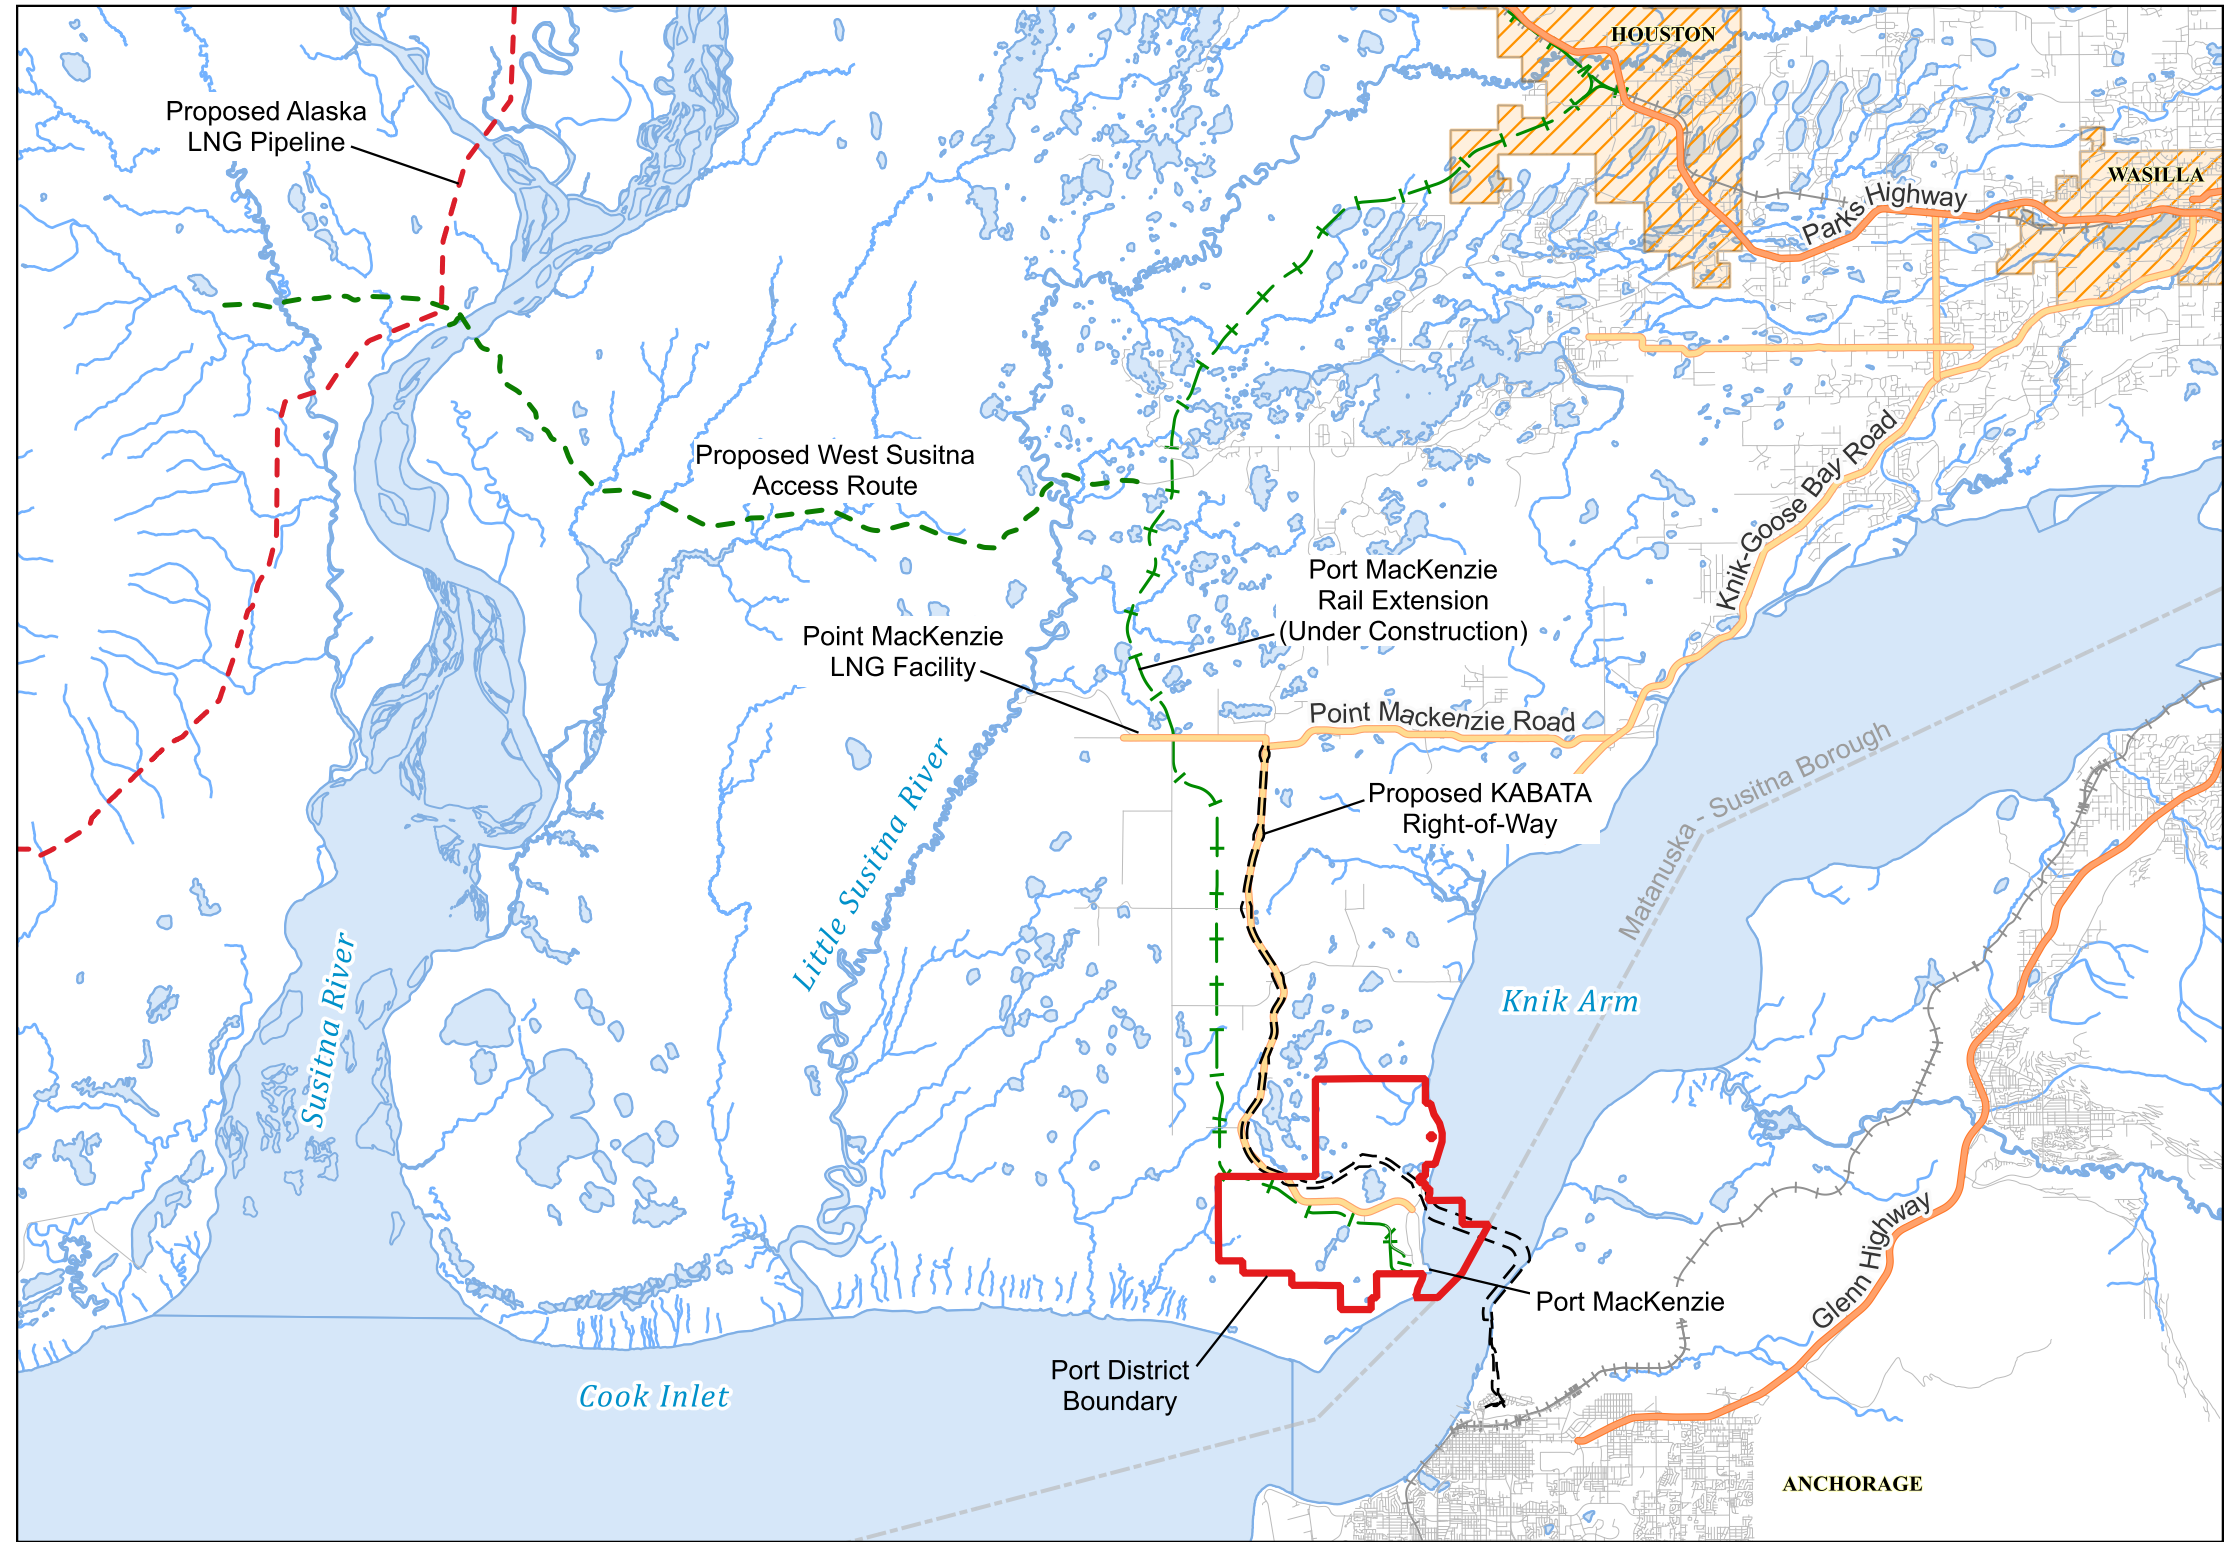 HOUSTON
Proposed Alaska
LNG Pipeline
WASILLA
Parks Highway
Proposed West Susitna
Access Route
Knik-Goose Bay Road
Port MacKenzie
Rail Extension
(Under Construction)
Point MacKenzie
LNG Facility
Point Mackenzie Road
Matanuska - Susitna Borough
Proposed KABATA
Right-of-Way
Little Susitna River
Susitna River
Knik Arm
Glenn Highway
Port MacKenzie
Port District
Boundary
Cook Inlet
ANCHORAGE